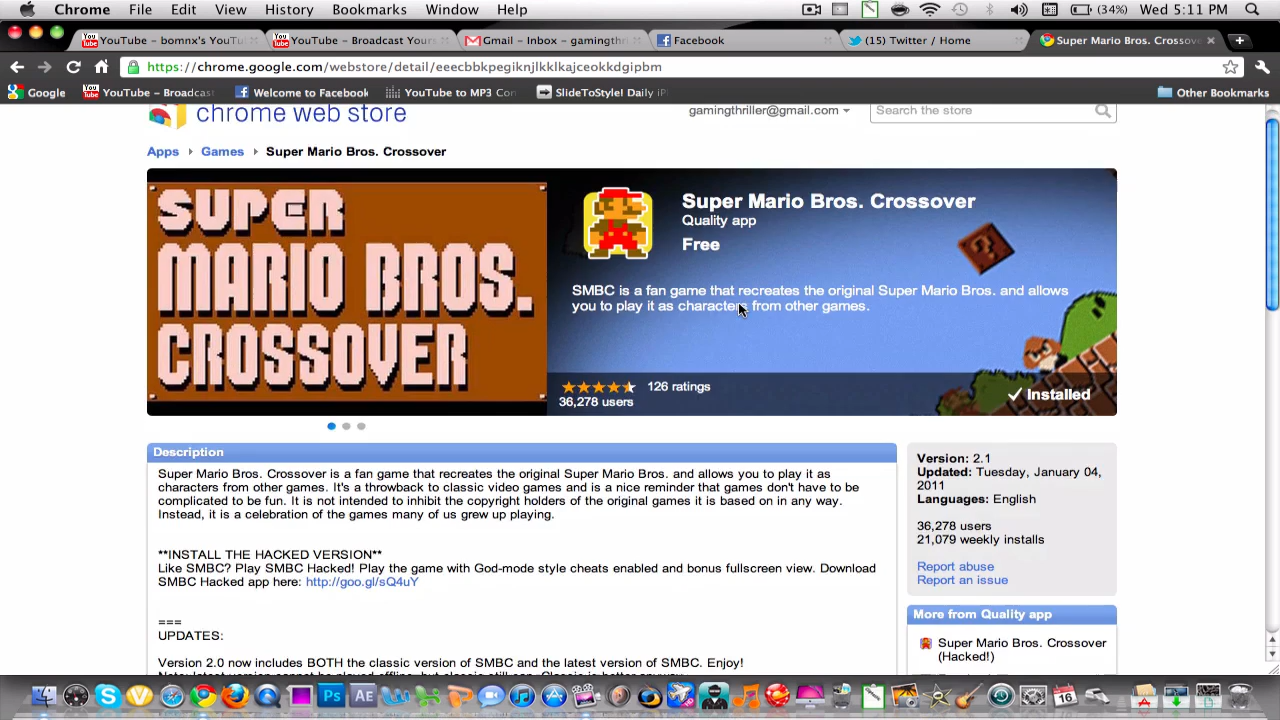 Chrome File Edit View History Bookmarks Window Help (34%) Wed 5:11 PM
YouTube – bomnx's YouT YouTube – Broadcast Your Gmail – Inbox – gamingthr Facebook (15) Twitter / Home Super Mario Bros. Crossove
https://chrome.google.com/webstore/detail/eeecbbkpegiknjlkklkajceokkdgipbm
Google YouTube – Broadcast Welcome to Facebook YouTube to MP3 Con SlideToStyle! Daily iP Other Bookmarks
chrome web store gamingthriller@gmail.com Search the store
Apps Games Super Mario Bros. Crossover
SUPER
MARIO BROS.
CROSSOVER
Super Mario Bros. Crossover
Quality app
Free
SMBC is a fan game that recreates the original Super Mario Bros. and allows
you to play it as characters from other games.
126 ratings
36,278 users
Installed
Description
Super Mario Bros. Crossover is a fan game that recreates the original Super Mario Bros. and allows you to play it as
characters from other games. It's a throwback to classic video games and is a nice reminder that games don't have to be
complicated to be fun. It is not intended to inhibit the copyright holders of the original games it is based on in any way.
Instead, it is a celebration of the games many of us grew up playing.
**INSTALL THE HACKED VERSION**
Like SMBC? Play SMBC Hacked! Play the game with God-mode style cheats enabled and bonus fullscreen view. Download
SMBC Hacked app here: http://goo.gl/sQ4uY
===
UPDATES:
Version 2.0 now includes BOTH the classic version of SMBC and the latest version of SMBC. Enjoy!
Version: 2.1
Updated: Tuesday, January 04,
2011
Languages: English
36,278 users
21,079 weekly installs
Report abuse
Report an issue
More from Quality app
Super Mario Bros. Crossover
(Hacked!)
Ps Ae 16